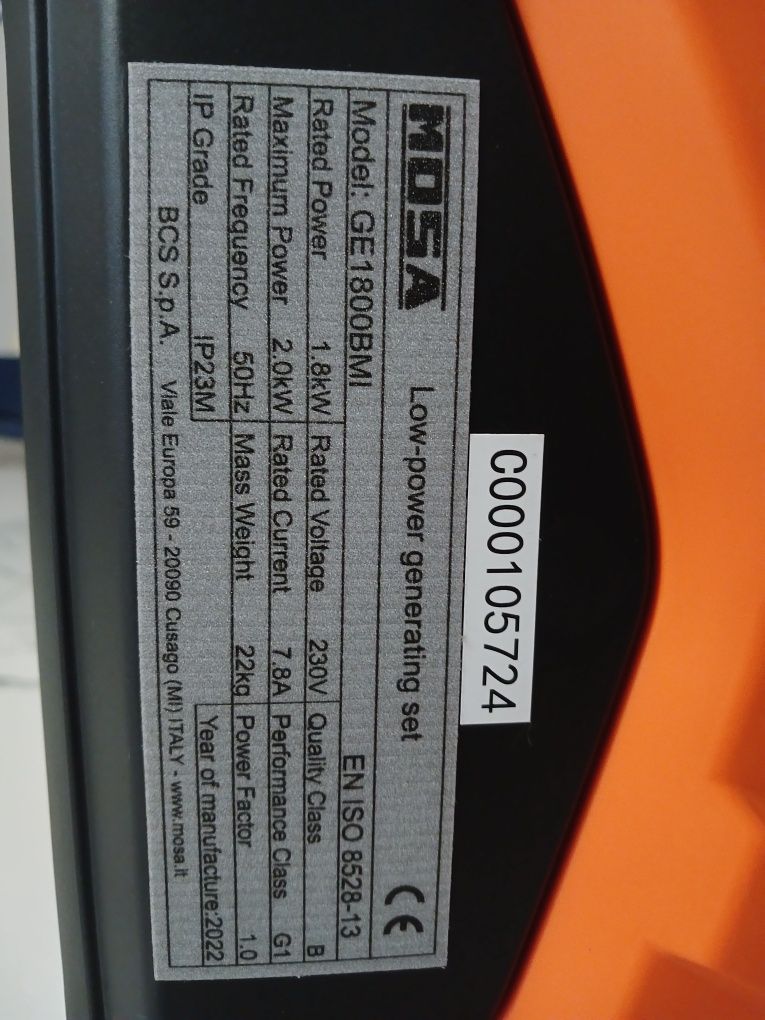 C000105724
MOSA Low-power generating set CE
Model: GE1800BMI EN ISO 8528-13
Rated Power 1.8kW Rated Voltage 230V Quality Class B
Maximum Power 2.0kW Rated Current 7.8A Performance Class G1
Rated Frequency 50Hz Mass Weight 22kg Power Factor 1.0
IP Grade IP23M Year of manufacture:2022
BCS S.p.A. Viale Europa 59 - 20090 Cusago (MI) ITALY - www.mosa.it